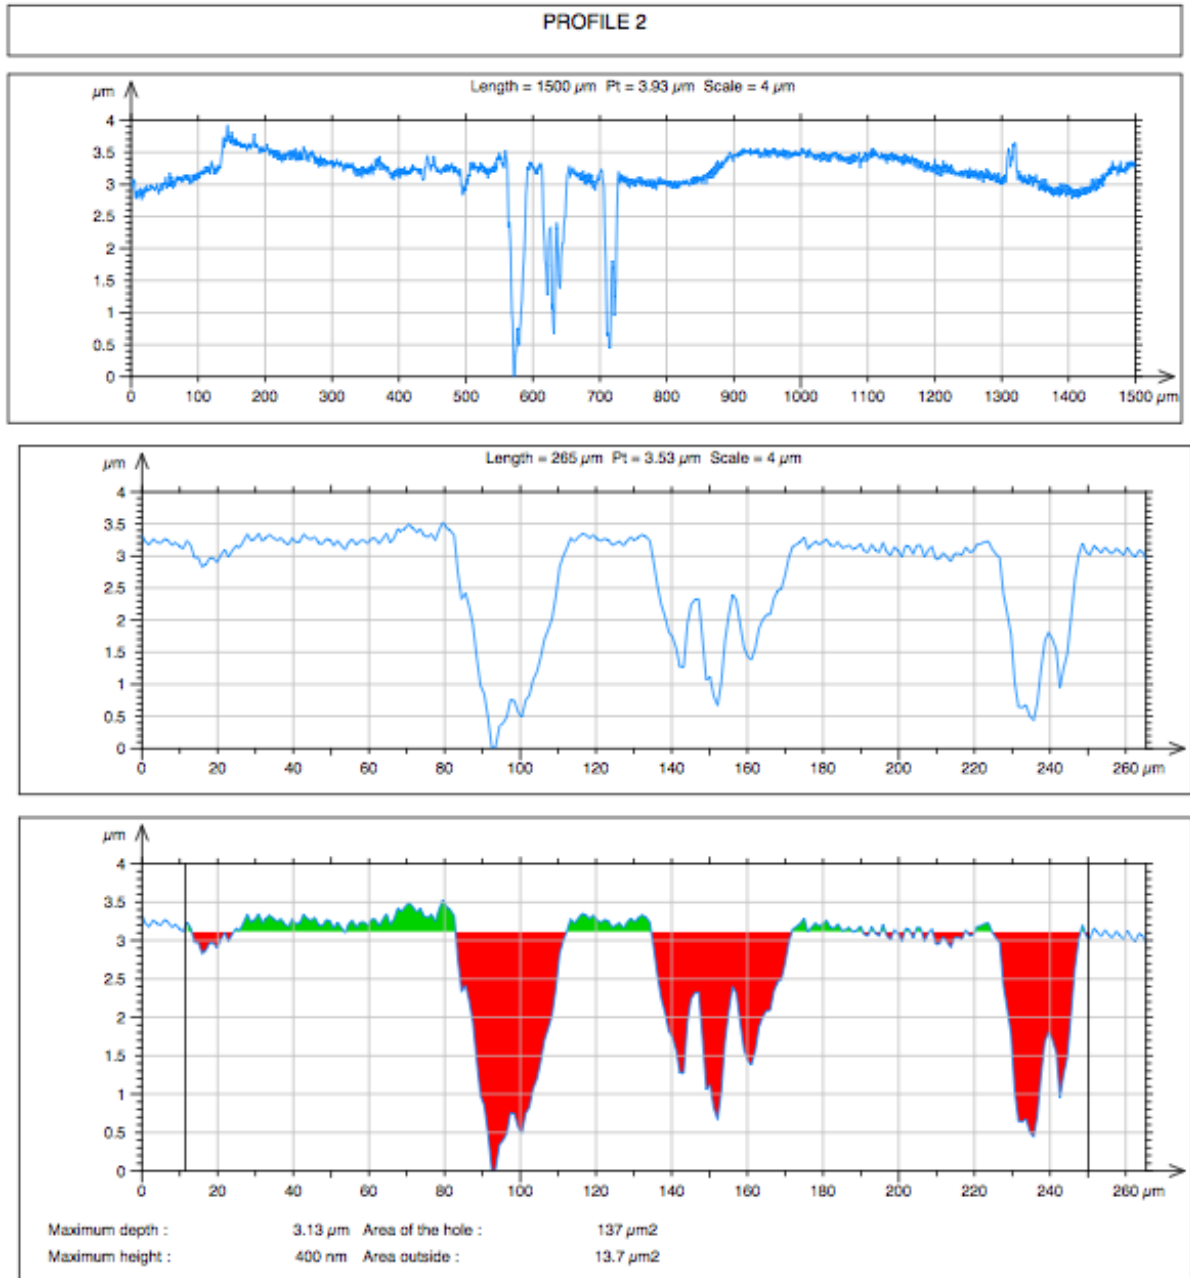 PROFILE 2
Length = 1500 µm Pt = 3.93 µm Scale = 4 µm
µm
4
3.5
3
2.5
2
1.5
1
0.5
0
0 100 200 300 400 500 600 700 800 900 1000 1100 1200 1300 1400 1500 µm
Length = 265 µm Pt = 3.53 µm Scale = 4 µm
µm
4
3.5
3
2.5
2
1.5
1
0.5
0
0 20 40 60 80 100 120 140 160 180 200 220 240 260 µm
µm
4
3.5
3
2.5
2
1.5
1
0.5
0
0 20 40 60 80 100 120 140 160 180 200 220 240 260 µm
Maximum depth : 3.13 µm Area of the hole : 137 µm2
Maximum height : 400 nm Area outside : 13.7 µm2